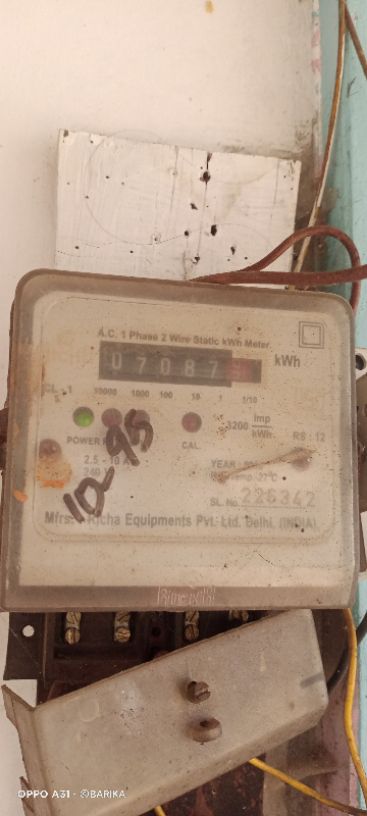 A.C. 1 Phase 2 Wire Static kWh Meter
07087 kWh
CL-1 10000 1000 100 10 1 1/10
3200 imp/kWh
POWER CAL. RS: 12
2.5 - 10 A
240 V
YEAR
10-95
SL. No. 226342
Mfrs. Richa Equipments Pvt. Ltd. Delhi. (INDIA)
OPPO A31 · ©BARIKA